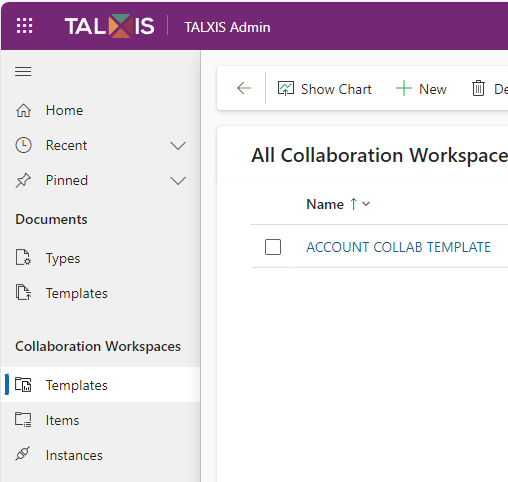 TALXIS TALXIS Admin
Show Chart New De
Home
Recent
Pinned
Documents
Types
Templates
Collaboration Workspaces
Templates
Items
Instances
All Collaboration Workspace
Name
ACCOUNT COLLAB TEMPLATE